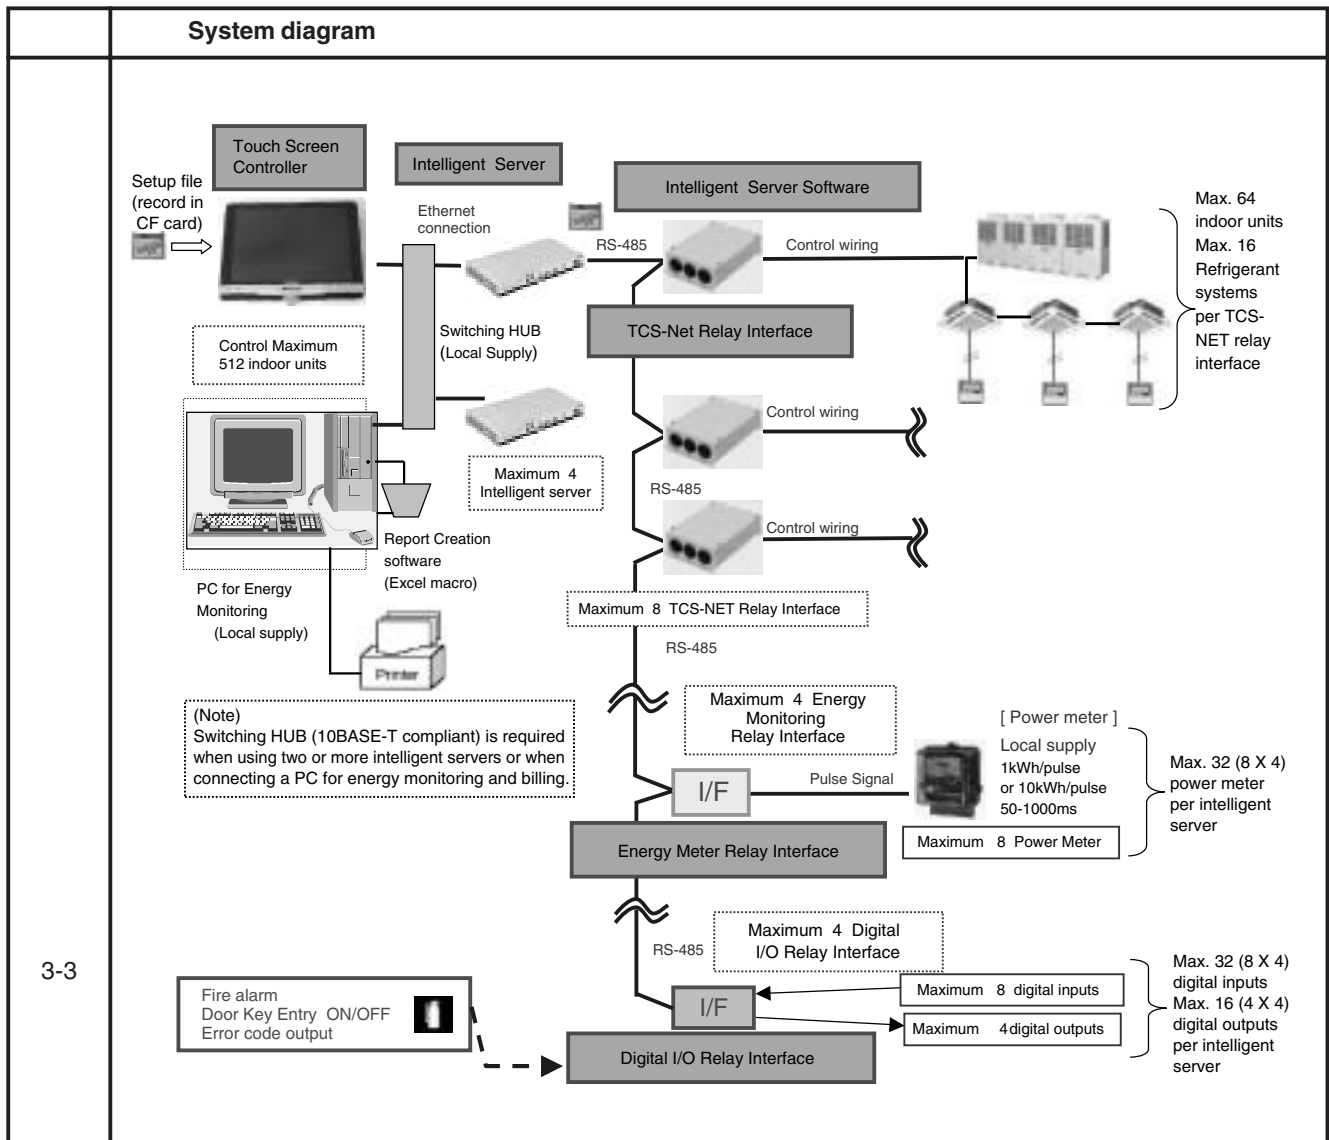 System diagram
3-3
Touch Screen
Controller
Intelligent Server
Intelligent Server Software
Setup file
(record in
CF card)
Ethernet
connection
RS-485
Control wiring
Max. 64
indoor units
Max. 16
Refrigerant
systems
per TCS-
NET relay
interface
Switching HUB
(Local Supply)
TCS-Net Relay Interface
Control Maximum
512 indoor units
Control wiring
Maximum 4
Intelligent server
RS-485
Control wiring
Report Creation
software
(Excel macro)
PC for Energy
Monitoring
(Local supply)
Maximum 8 TCS-NET Relay Interface
RS-485
Printer
(Note)
Switching HUB (10BASE-T compliant) is required
when using two or more intelligent servers or when
connecting a PC for energy monitoring and billing.
Maximum 4 Energy
Monitoring
Relay Interface
[ Power meter ]
Local supply
1kWh/pulse
or 10kWh/pulse
50-1000ms
I/F
Pulse Signal
Max. 32 (8 X 4)
power meter
per intelligent
server
Maximum 8 Power Meter
Energy Meter Relay Interface
RS-485
Maximum 4 Digital
I/O Relay Interface
I/F
Maximum 8 digital inputs
Maximum 4 digital outputs
Max. 32 (8 X 4)
digital inputs
Max. 16 (4 X 4)
digital outputs
per intelligent
server
Fire alarm
Door Key Entry ON/OFF
Error code output
Digital I/O Relay Interface